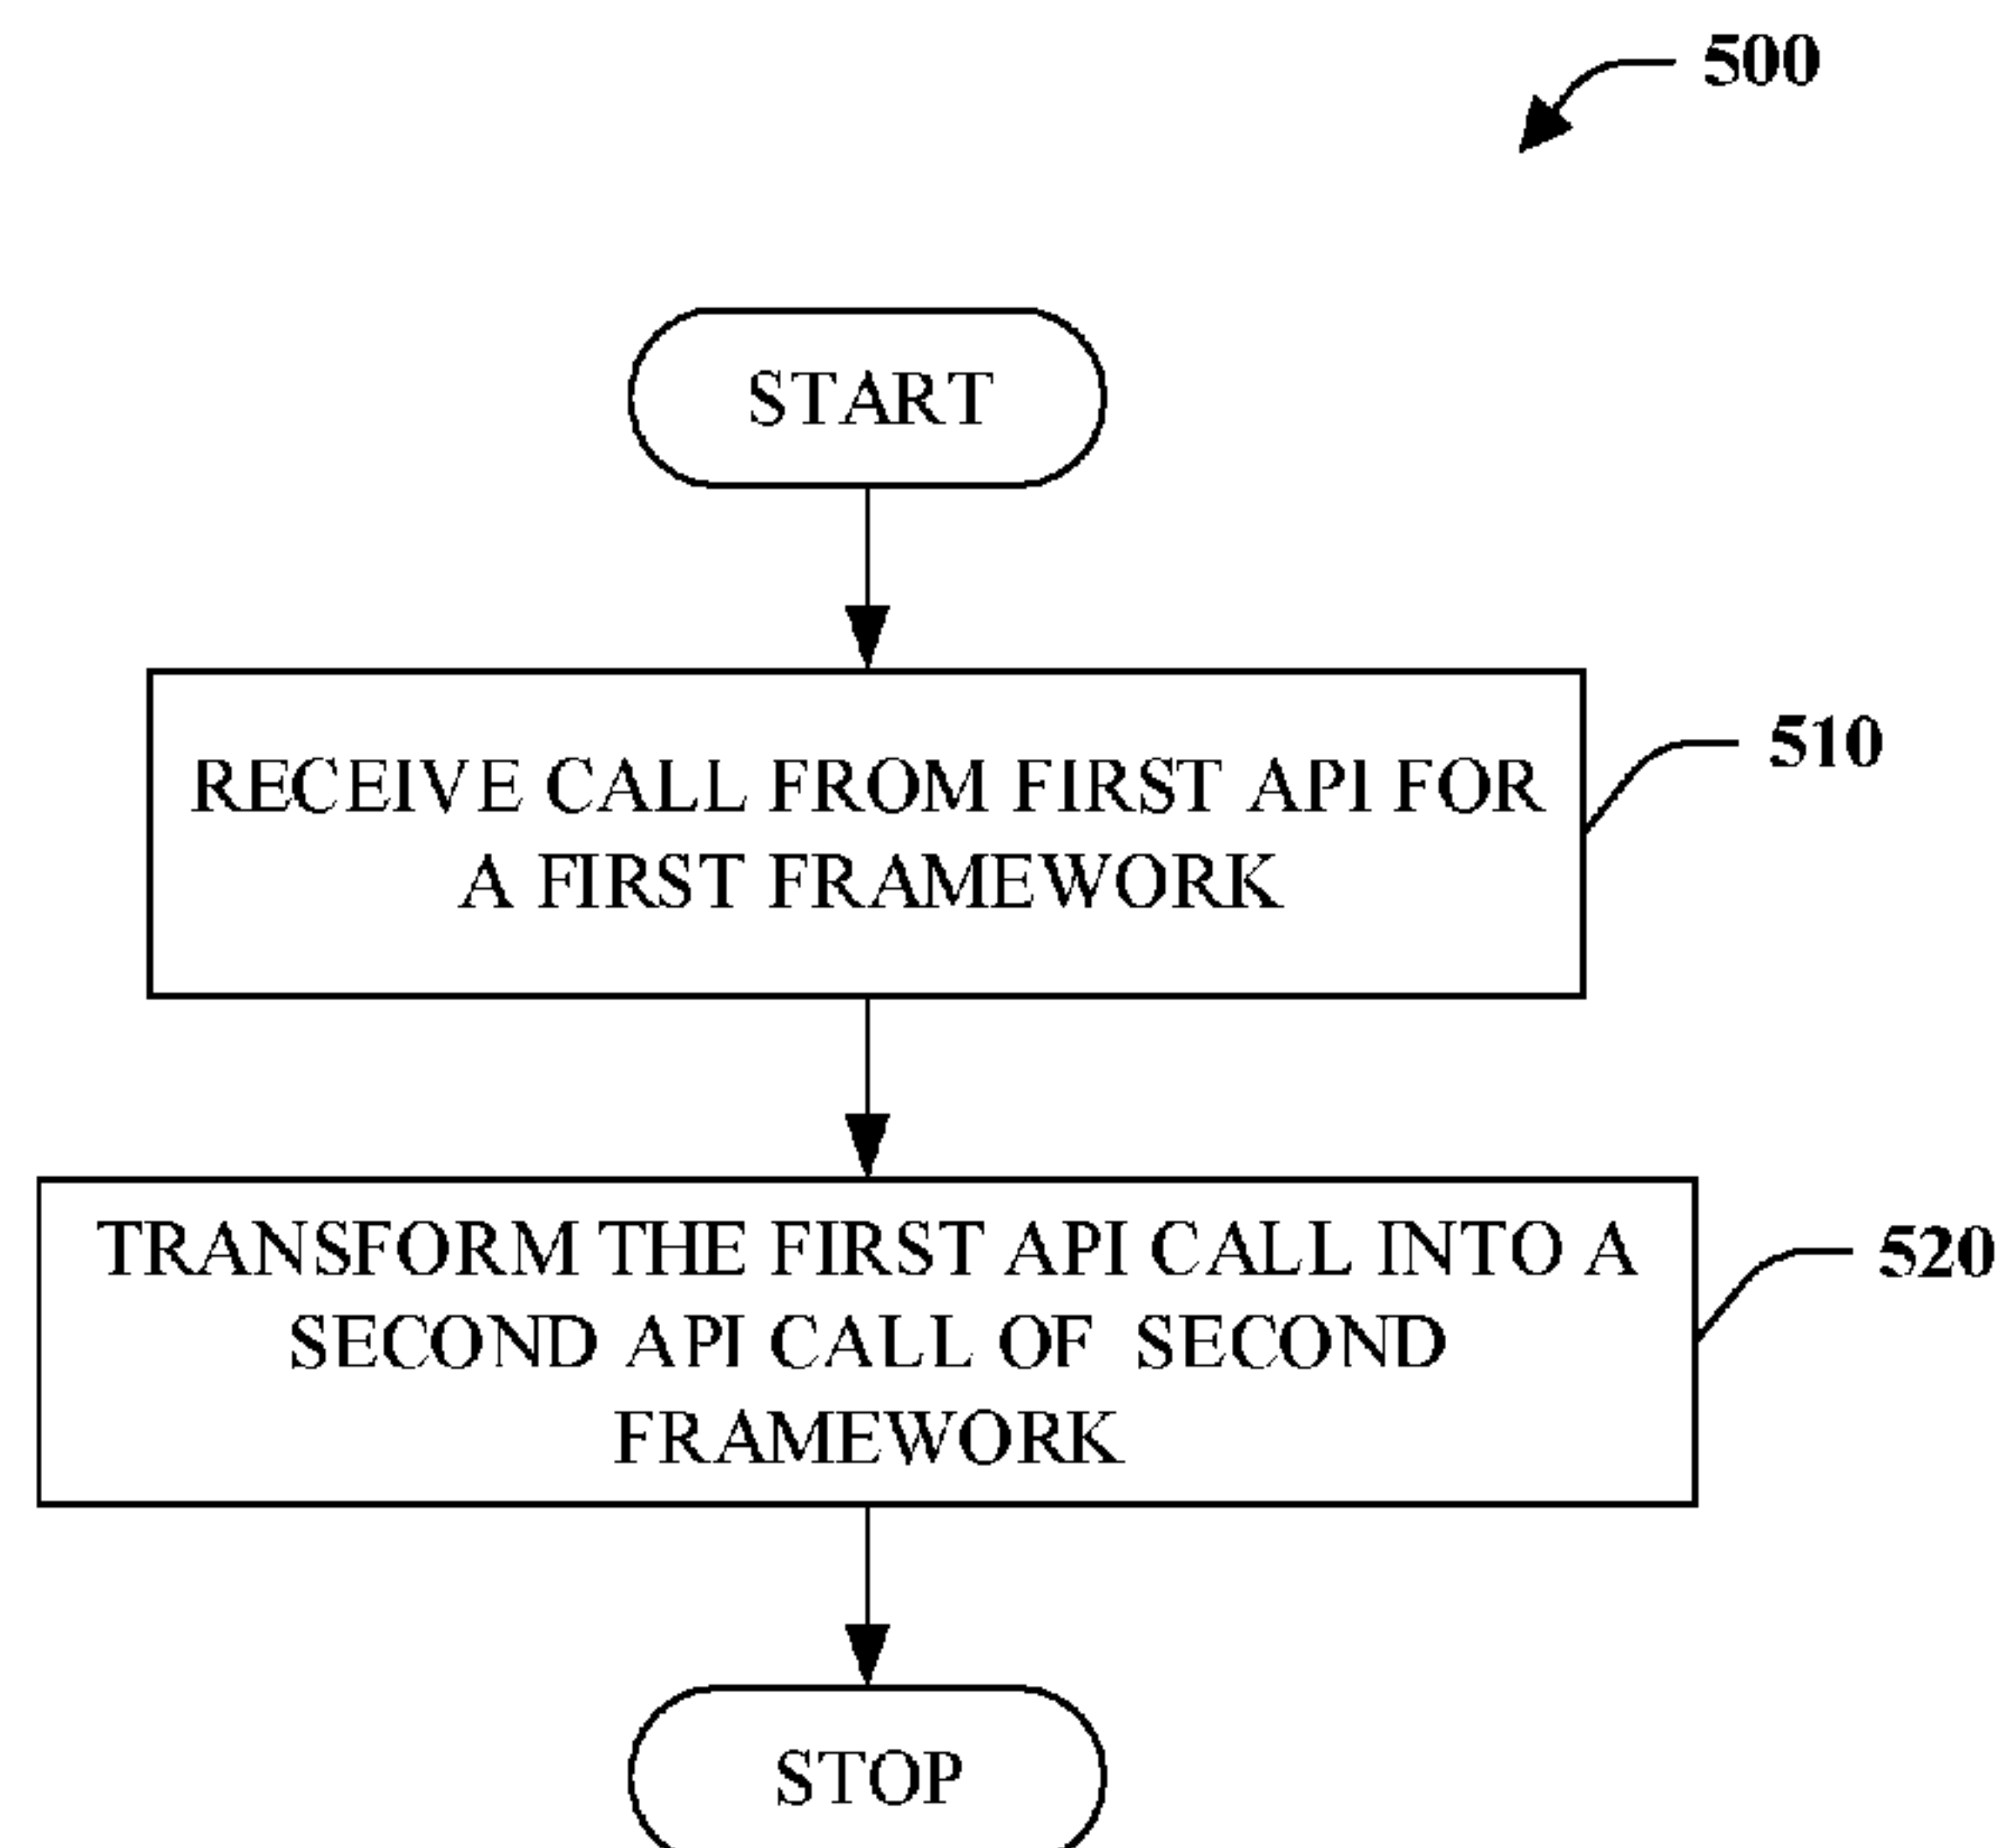 500
START
RECEIVE CALL FROM FIRST API FOR
A FIRST FRAMEWORK
510
TRANSFORM THE FIRST API CALL INTO A
SECOND API CALL OF SECOND
FRAMEWORK
520
STOP